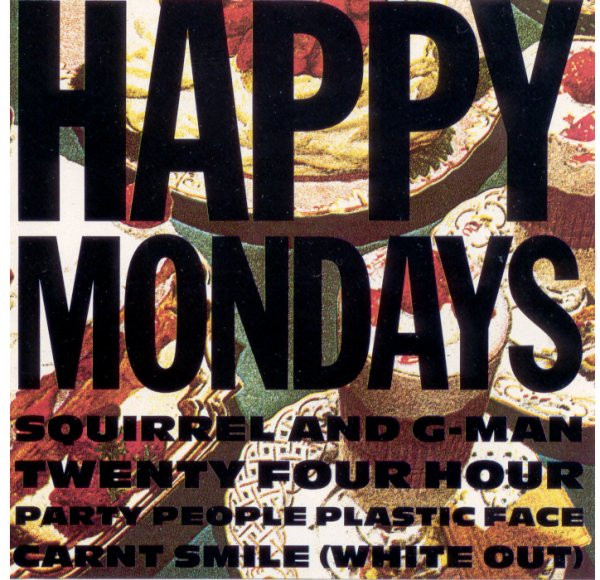 HAPPY
MONDAYS
SQUIRREL AND G-MAN
TWENTY FOUR HOUR
PARTY PEOPLE PLASTIC FACE
CARNT SMILE (WHITE OUT)